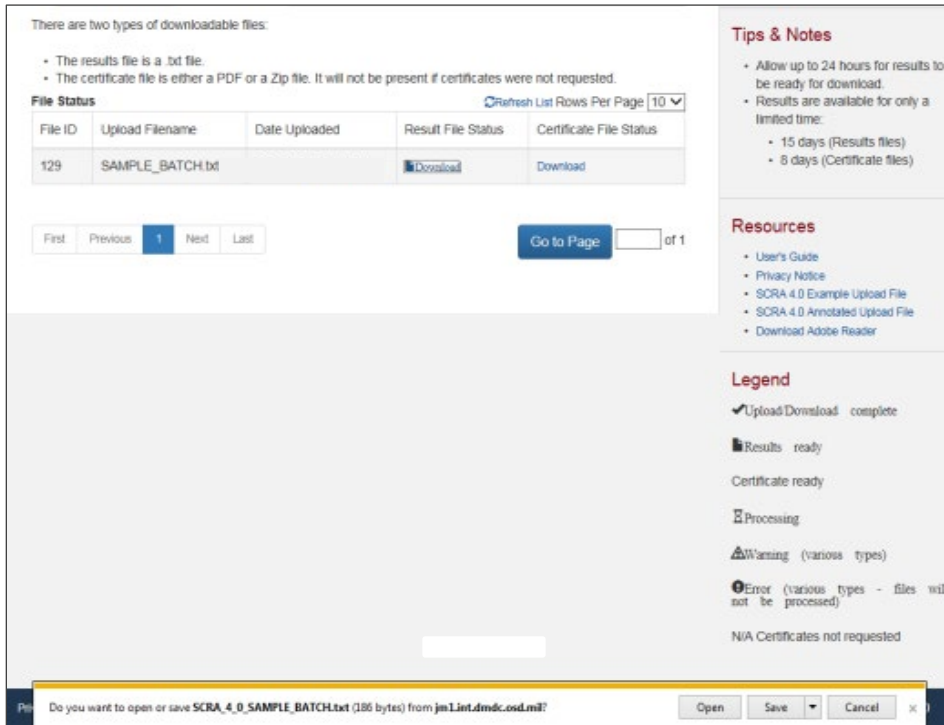 There are two types of downloadable files:
• The results file is a .txt file.
• The certificate file is either a PDF or a Zip file. It will not be present if certificates were not requested.
File Status
Refresh List Rows Per Page 10
File ID Upload Filename Date Uploaded Result File Status Certificate File Status
129 SAMPLE_BATCH.txt Download Download
First Previous 1 Next Last Go to Page of 1
Tips & Notes
• Allow up to 24 hours for results to
be ready for download.
• Results are available for only a
limited time:
• 15 days (Results files)
• 8 days (Certificate files)
Resources
• User's Guide
• Privacy Notice
• SCRA 4.0 Example Upload File
• SCRA 4.0 Annotated Upload File
• Download Adobe Reader
Legend
Upload/Download complete
Results ready
Certificate ready
Processing
Warning (various types)
Error (various types - files will
not be processed)
N/A Certificates not requested
Do you want to open or save SCRA_4_0_SAMPLE_BATCH.txt (186 bytes) from jm1.int.dmdc.osd.mil? Open Save Cancel